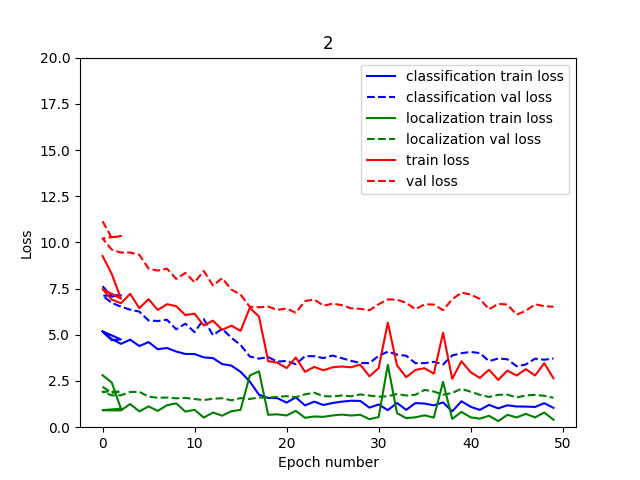 2
20.0
17.5
15.0
12.5
10.0
7.5
5.0
2.5
0.0
Loss
classification train loss
classification val loss
localization train loss
localization val loss
train loss
val loss
0 10 20 30 40 50
Epoch number